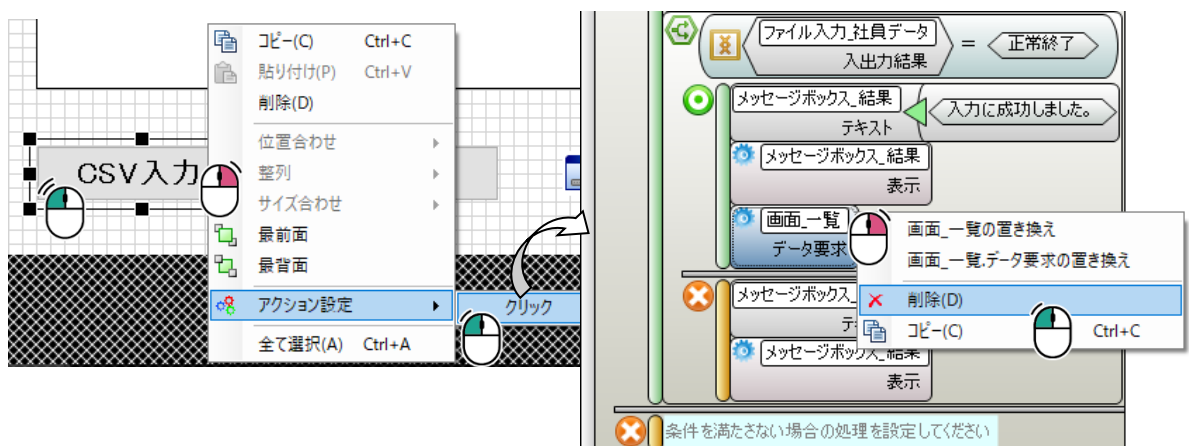 コピー(C) Ctrl+C
貼り付け(P) Ctrl+V
削除(D)
位置合わせ
整列
サイズ合わせ
最前面
最背面
アクション設定
クリック
全て選択(A) Ctrl+A
CSV入力
ファイル入力_社員データ
入出力結果
=
正常終了
メッセージボックス_結果
テキスト
入力に成功しました。
メッセージボックス_結果
表示
画面_一覧
データ要求
画面_一覧の置き換え
画面_一覧.データ要求の置き換え
削除(D)
コピー(C) Ctrl+C
メッセージボックス_
テ
メッセージボックス_結果
表示
条件を満たさない場合の処理を設定してください